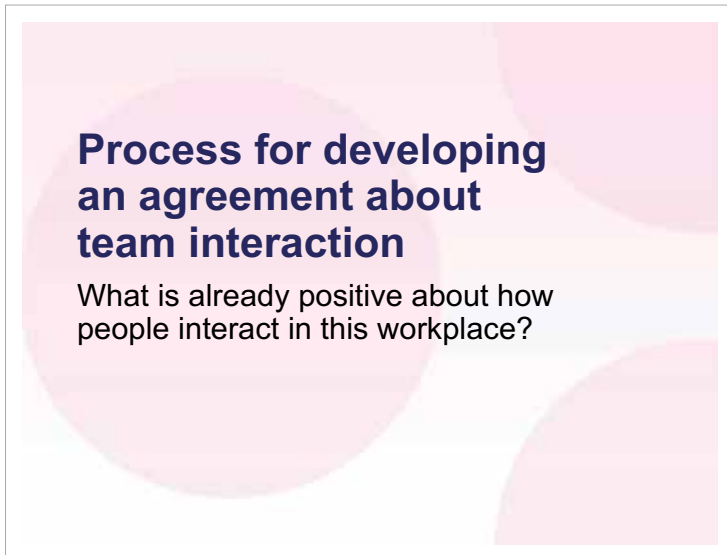 Process for developing
an agreement about
team interaction
What is already positive about how
people interact in this workplace?